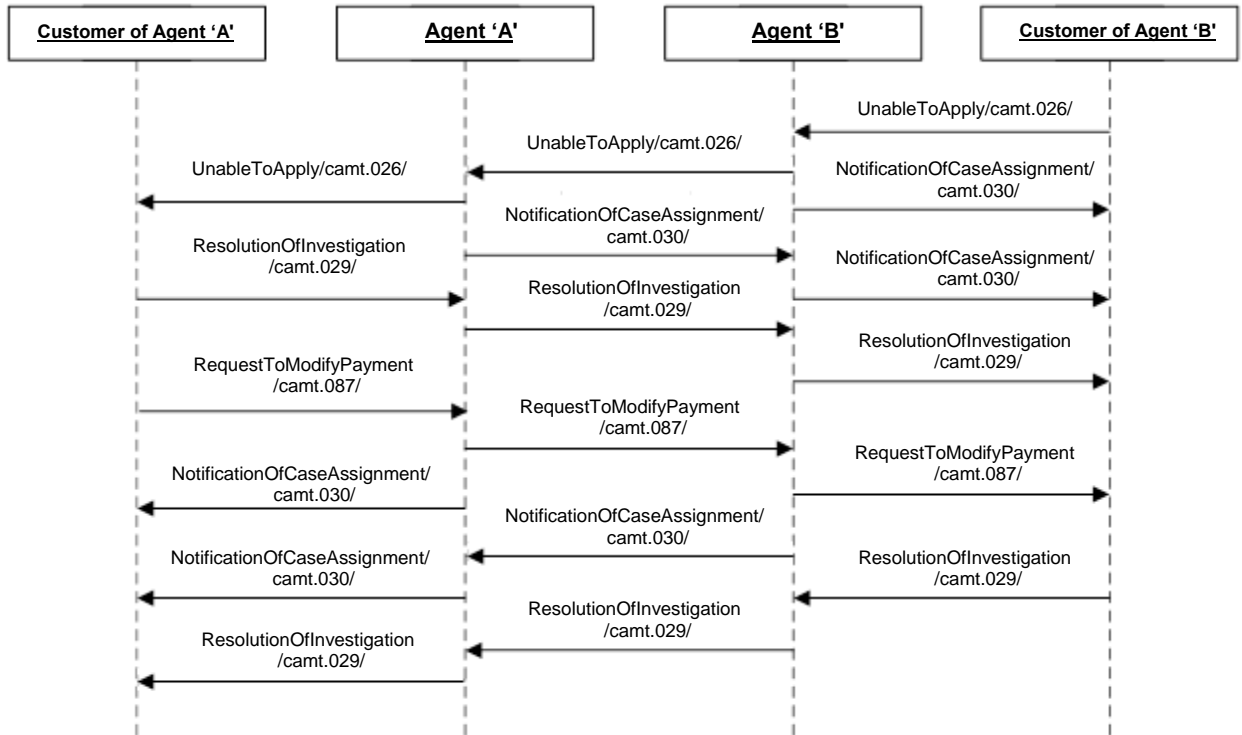 Customer of Agent ‘A'
Agent ‘A'
Agent ‘B'
Customer of Agent ‘B'
UnableToApply/camt.026/
UnableToApply/camt.026/
UnableToApply/camt.026/
NotificationOfCaseAssignment/
camt.030/
NotificationOfCaseAssignment/
camt.030/
ResolutionOfInvestigation
/camt.029/
NotificationOfCaseAssignment/
camt.030/
ResolutionOfInvestigation
/camt.029/
ResolutionOfInvestigation
/camt.029/
RequestToModifyPayment
/camt.087/
RequestToModifyPayment
/camt.087/
RequestToModifyPayment
/camt.087/
NotificationOfCaseAssignment/
camt.030/
NotificationOfCaseAssignment/
camt.030/
NotificationOfCaseAssignment/
camt.030/
ResolutionOfInvestigation
/camt.029/
ResolutionOfInvestigation
/camt.029/
ResolutionOfInvestigation
/camt.029/